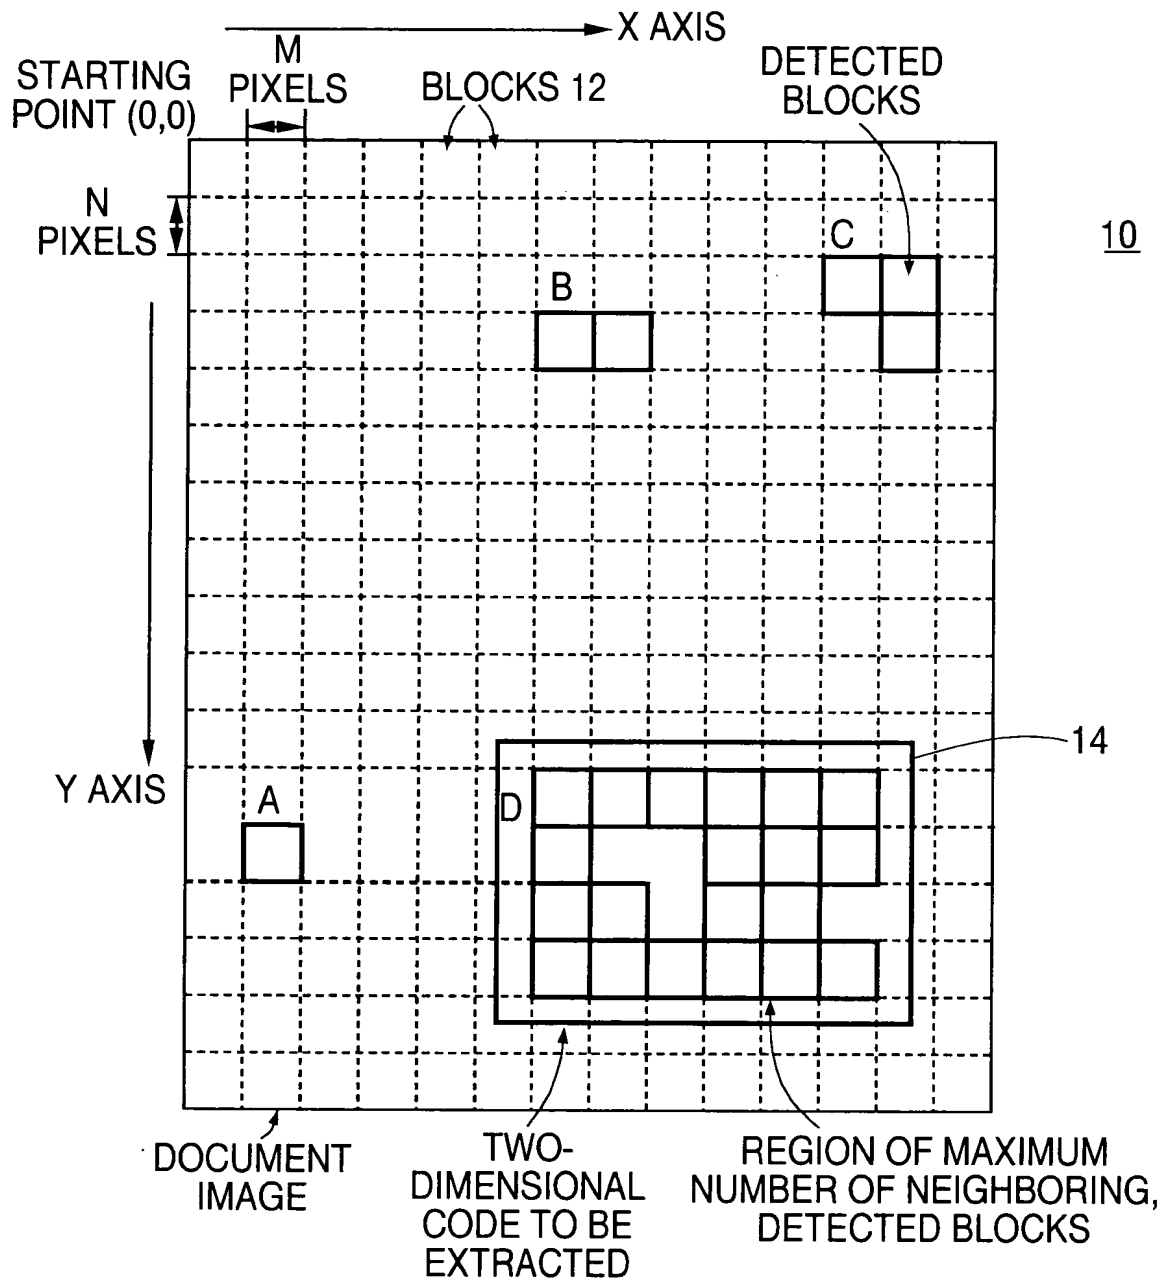 X AXIS
M
PIXELS
STARTING
POINT (0,0)
BLOCKS 12
DETECTED
BLOCKS
N
PIXELS
C
10
B
14
Y AXIS
A
D
DOCUMENT
IMAGE
TWO-
DIMENSIONAL
CODE TO BE
EXTRACTED
REGION OF MAXIMUM
NUMBER OF NEIGHBORING,
DETECTED BLOCKS